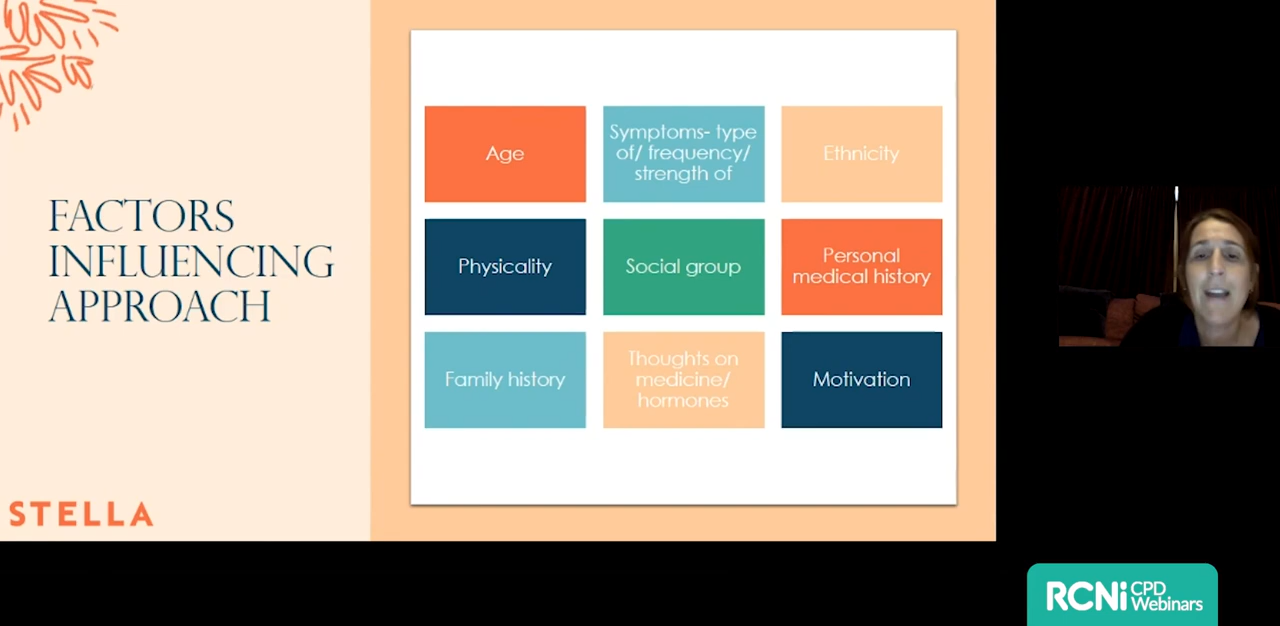 FACTORS
INFLUENCING
APPROACH
STELLA
Age
Symptoms- type
of/ frequency/
strength of
Ethnicity
Physicality
Social group
Personal
medical history
Family history
Thoughts on
medicine/
hormones
Motivation
RCNi CPD
Webinars